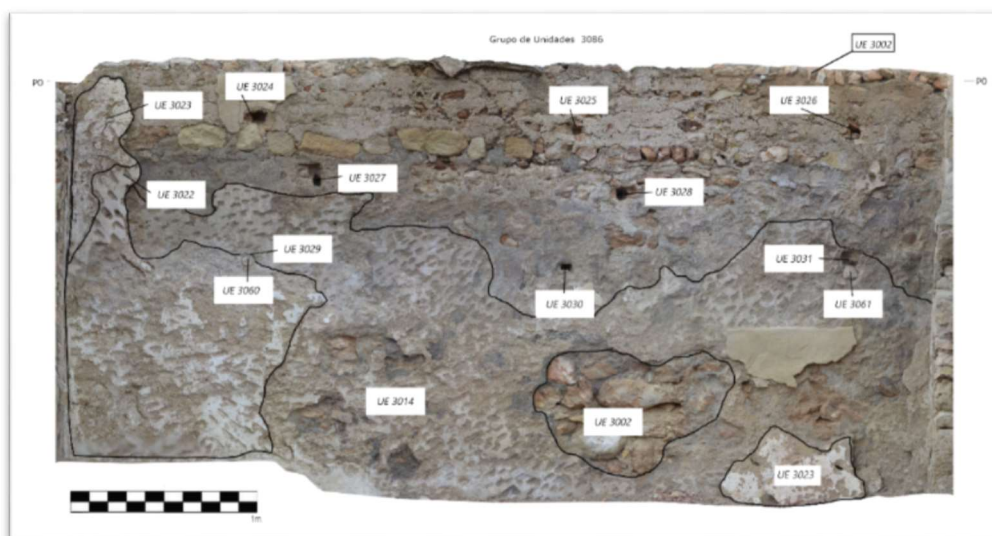 Grupo de Unidades 3086
UE 3002
PO
PO
UE 3023
UE 3024
UE 3025
UE 3026
UE 3022
UE 3027
UE 3028
UE 3029
UE 3060
UE 3030
UE 3031
UE 3061
UE 3014
UE 3002
UE 3023
1m